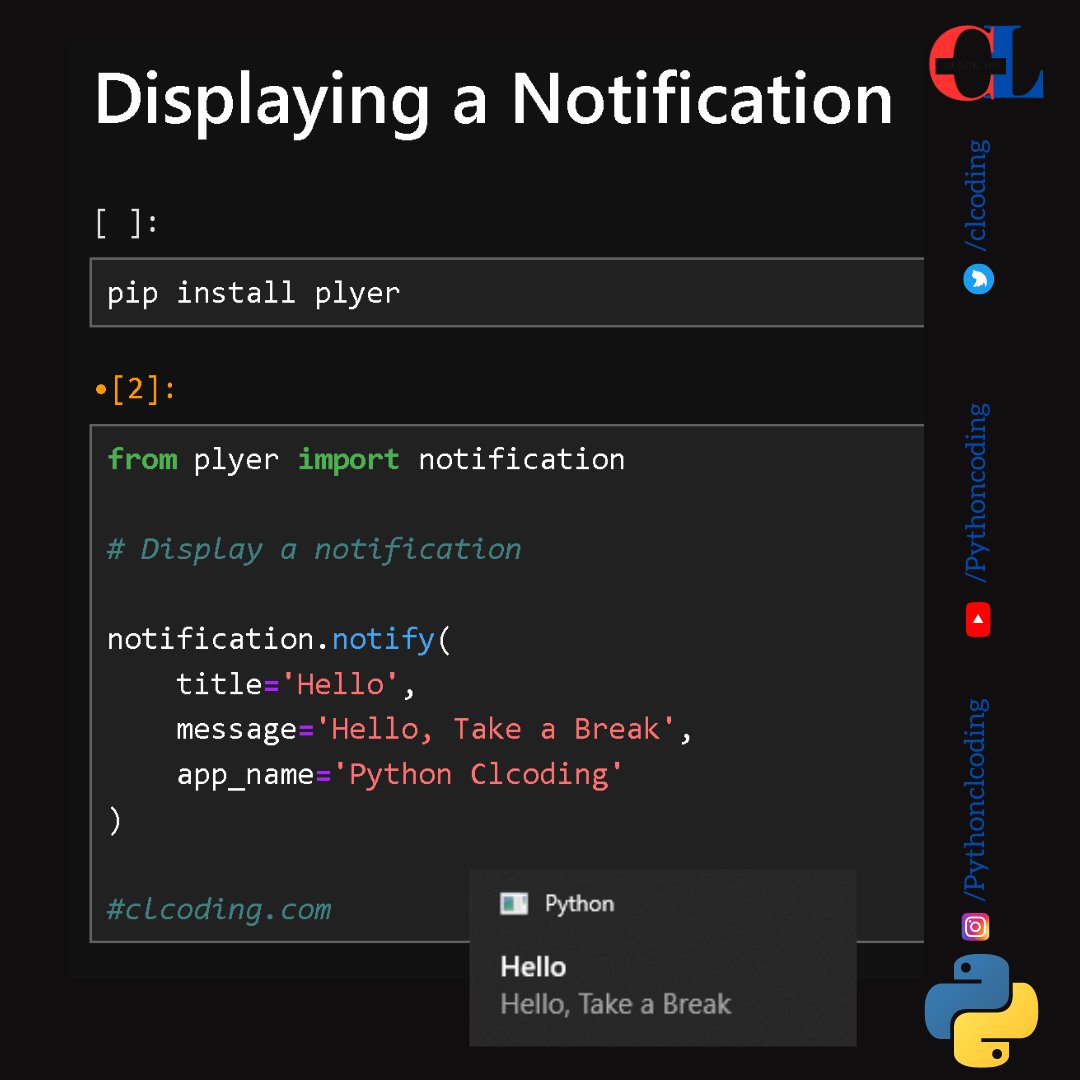 Displaying a Notification
[ ]:
pip install plyer
•[2]:
from plyer import notification
# Display a notification
notification.notify(
    title='Hello',
    message='Hello, Take a Break',
    app_name='Python Clcoding'
)
#clcoding.com
Python
Hello
Hello, Take a Break
CL
/clcoding
/Pythoncoding
/Pythonclcoding